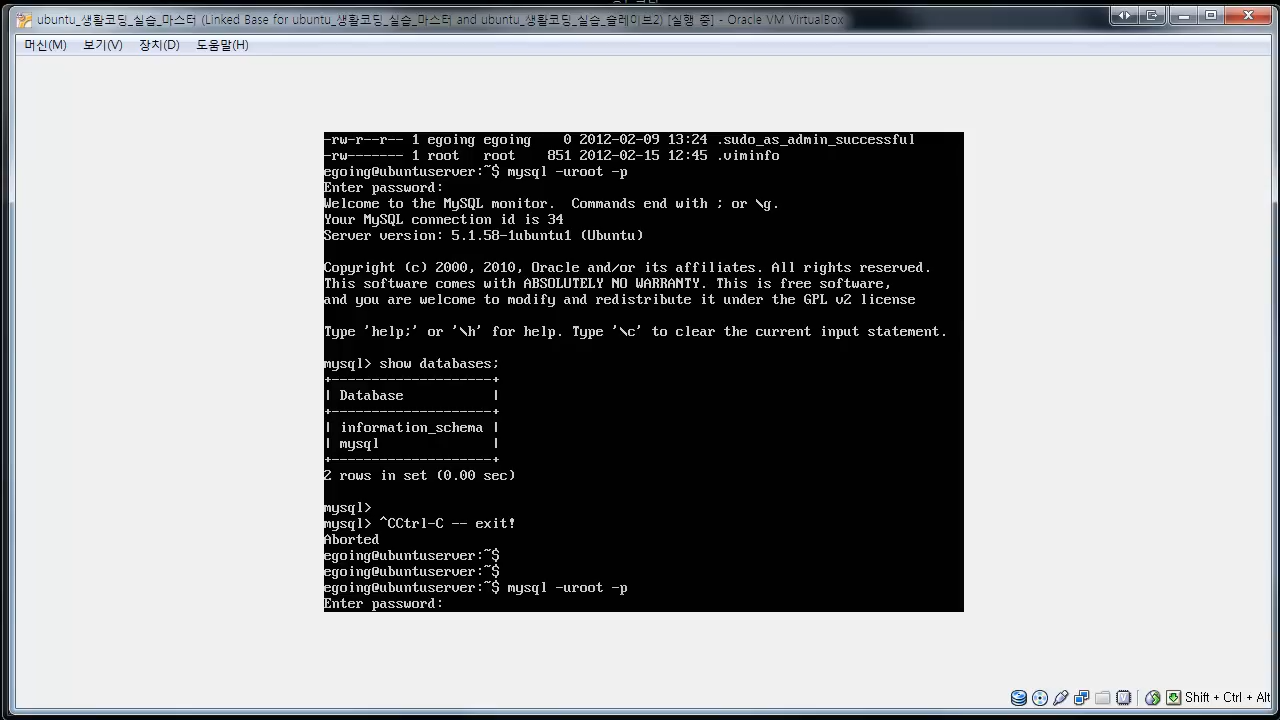 ubuntu_생활코딩_실습_마스터 (Linked Base for ubuntu_생활코딩_실습_마스터 and ubuntu_생활코딩_실습_슬레이브2) [실행 중] - Oracle VM VirtualBox
머신(M) 보기(V) 장치(D) 도움말(H)
-rw-r--r-- 1 egoing egoing    0 2012-02-09 13:24 .sudo_as_admin_successful
-rw------- 1 root   root    851 2012-02-15 12:45 .viminfo
egoing@ubuntuserver:~$ mysql -uroot -p
Enter password:
Welcome to the MySQL monitor.  Commands end with ; or \g.
Your MySQL connection id is 34
Server version: 5.1.58-1ubuntu1 (Ubuntu)
Copyright (c) 2000, 2010, Oracle and/or its affiliates. All rights reserved.
This software comes with ABSOLUTELY NO WARRANTY. This is free software,
and you are welcome to modify and redistribute it under the GPL v2 license
Type 'help;' or '\h' for help. Type '\c' to clear the current input statement.
mysql> show databases;
+--------------------+
| Database           |
+--------------------+
| information_schema |
| mysql              |
+--------------------+
2 rows in set (0.00 sec)
mysql>
mysql> ^CCtrl-C -- exit!
Aborted
egoing@ubuntuserver:~$
egoing@ubuntuserver:~$
egoing@ubuntuserver:~$ mysql -uroot -p
Enter password:
Shift + Ctrl + Alt